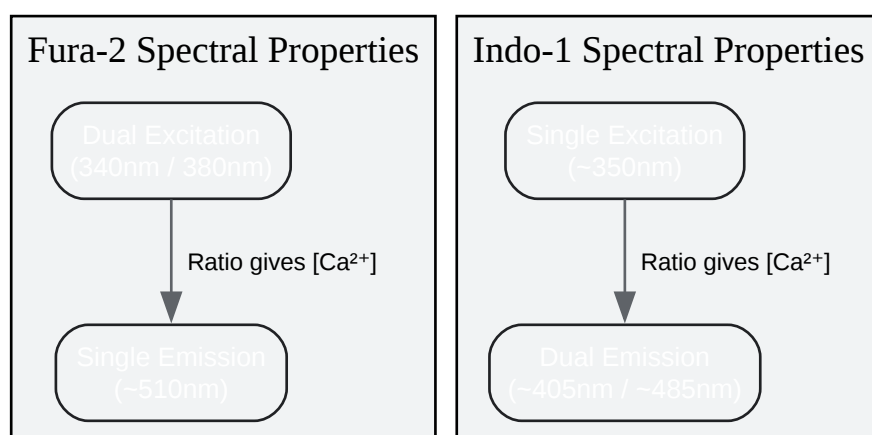 Fura-2 Spectral Properties
Dual Excitation
(340nm / 380nm)
Ratio gives [Ca²⁺]
Single Emission
(~510nm)
Indo-1 Spectral Properties
Single Excitation
(~350nm)
Ratio gives [Ca²⁺]
Dual Emission
(~405nm / ~485nm)